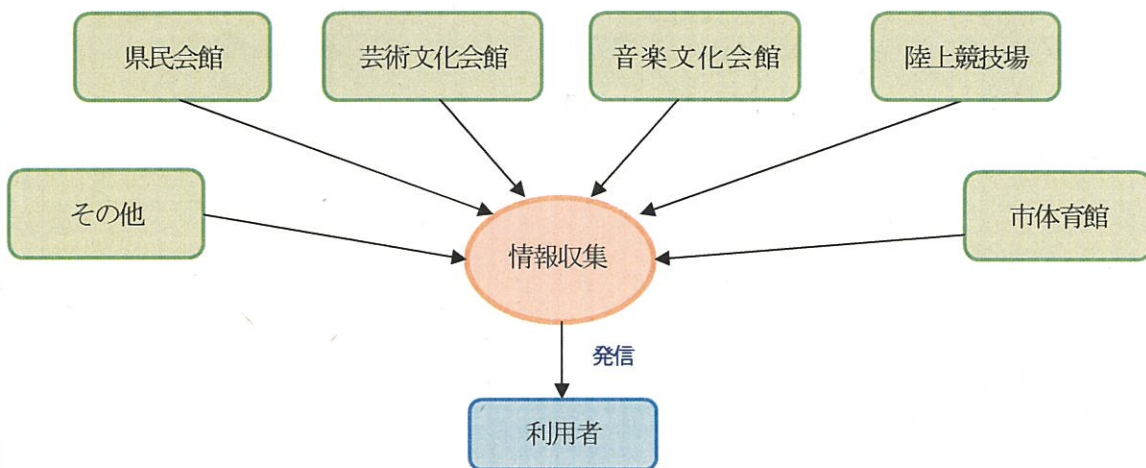 県民会館
芸術文化会館
音楽文化会館
陸上競技場
その他
市体育館
情報収集
発信
利用者